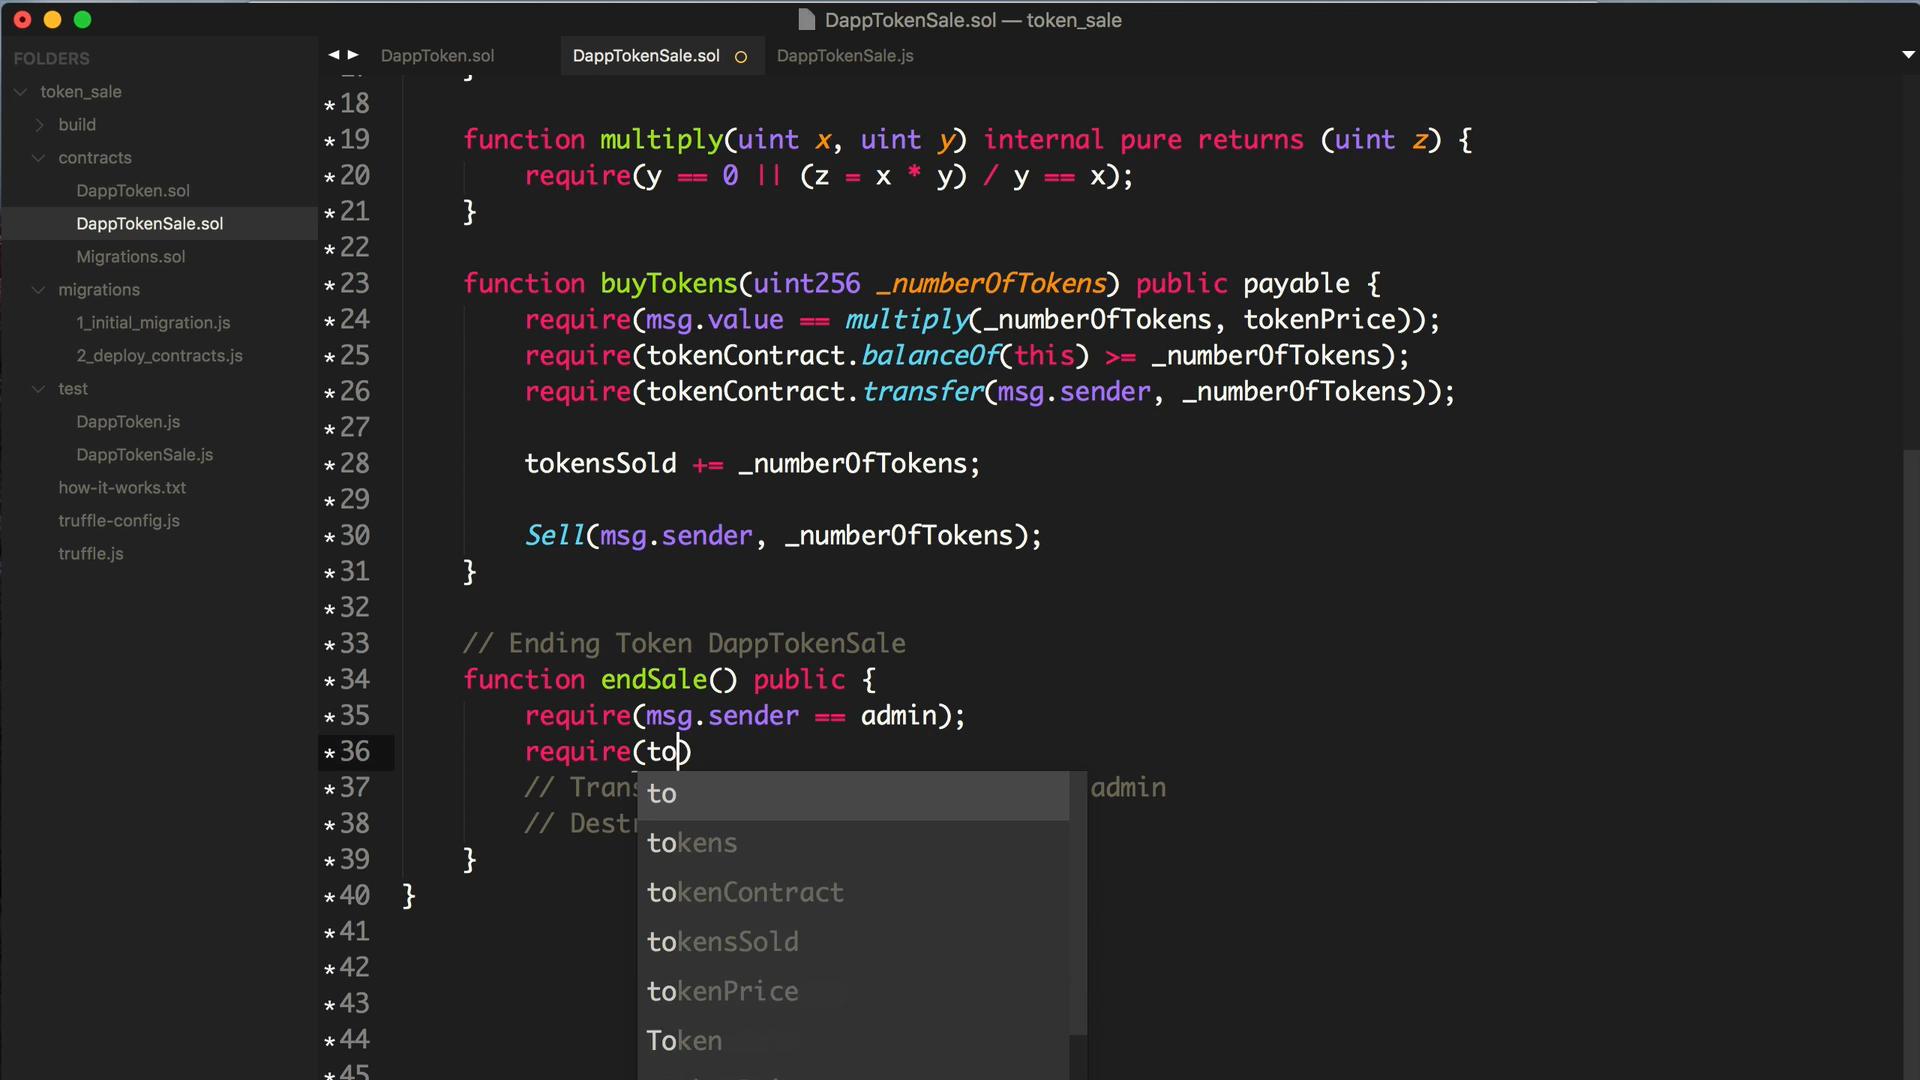 DappTokenSale.sol — token_sale
FOLDERS
token_sale
build
contracts
DappToken.sol
DappTokenSale.sol
Migrations.sol
migrations
1_initial_migration.js
2_deploy_contracts.js
test
DappToken.js
DappTokenSale.js
how-it-works.txt
truffle-config.js
truffle.js
DappToken.sol DappTokenSale.sol DappTokenSale.js
}
*18
*19 function multiply(uint x, uint y) internal pure returns (uint z) {
*20 require(y == 0 || (z = x * y) / y == x);
*21 }
*22
*23 function buyTokens(uint256 _numberOfTokens) public payable {
*24 require(msg.value == multiply(_numberOfTokens, tokenPrice));
*25 require(tokenContract.balanceOf(this) >= _numberOfTokens);
*26 require(tokenContract.transfer(msg.sender, _numberOfTokens));
*27
*28 tokensSold += _numberOfTokens;
*29
*30 Sell(msg.sender, _numberOfTokens);
*31 }
*32
*33 // Ending Token DappTokenSale
*34 function endSale() public {
*35 require(msg.sender == admin);
*36 require(to)
*37 // Trans admin
*38 // Destr
*39 }
*40 }
*41
*42
*43
*44
*45
to
tokens
tokenContract
tokensSold
tokenPrice
Token